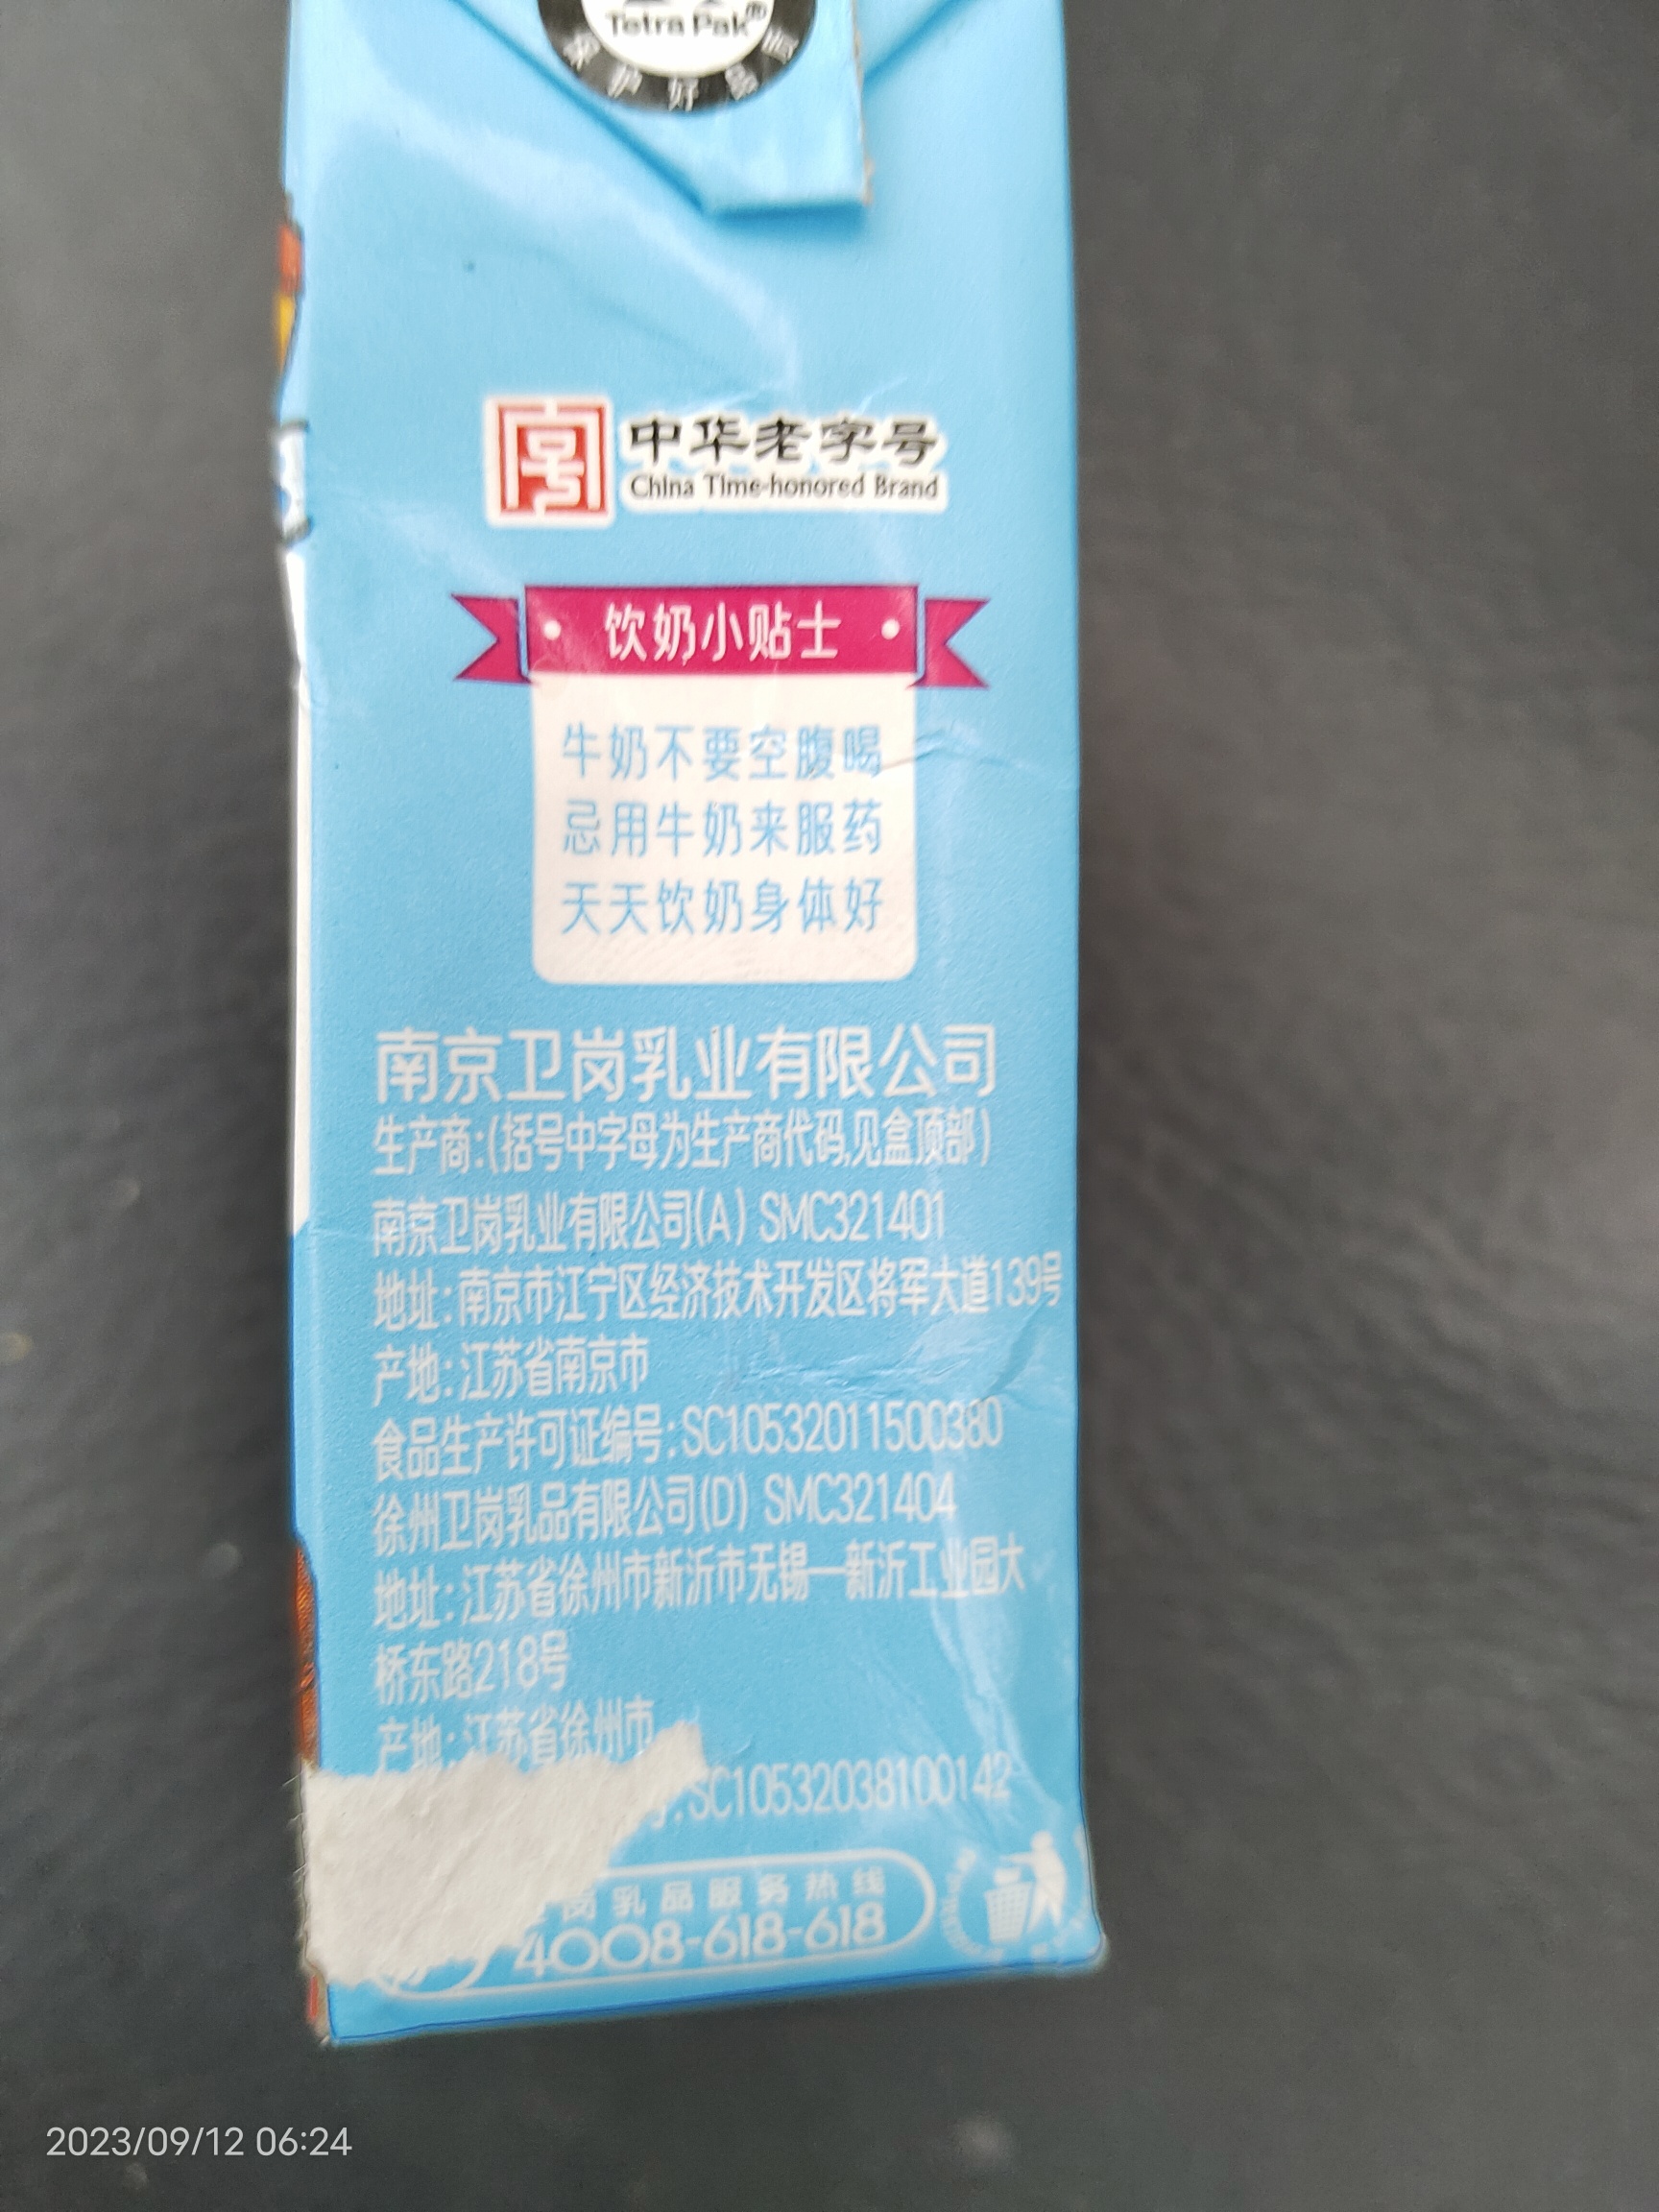 Tetra Pak®
保护好品质
中华老字号
China Time-honored Brand
饮奶小贴士
牛奶不要空腹喝
忌用牛奶来服药
天天饮奶身体好
南京卫岗乳业有限公司
生产商:(括号中字母为生产商代码,见盒顶部)
南京卫岗乳业有限公司(A) SMC321401
地址:南京市江宁区经济技术开发区将军大道139号
产地:江苏省南京市
食品生产许可证编号:SC10532011500380
徐州卫岗乳品有限公司(D) SMC321404
地址:江苏省徐州市新沂市无锡—新沂工业园大
桥东路218号
产地:江苏省徐州市
号:SC10532038100142
岗乳品服务热线
4008-618-618
2023/09/12 06:24